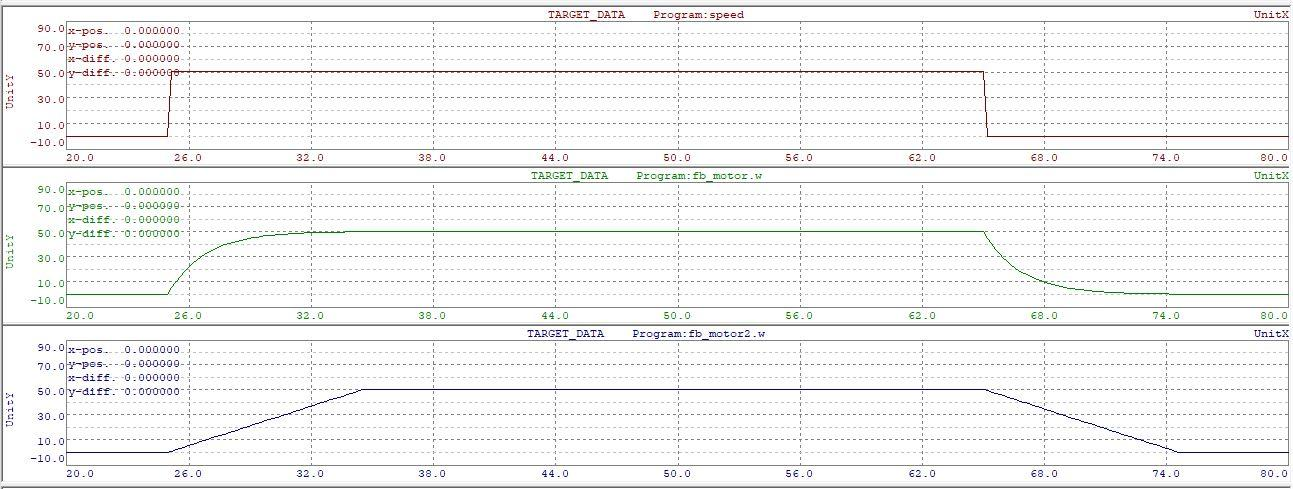 TARGET_DATA Program:speed UnitX
90.0 x-pos. 0.000000
y-pos. 0.000000
70.0 x-diff. 0.000000
50.0 y-diff. 0.000000
UnitY
30.0
10.0
-10.0
20.0 26.0 32.0 38.0 44.0 50.0 56.0 62.0 68.0 74.0 80.0
TARGET_DATA Program:fb_motor.w UnitX
90.0 x-pos. 0.000000
y-pos. 0.000000
70.0 x-diff. 0.000000
50.0 y-diff. 0.000000
UnitY
30.0
10.0
-10.0
20.0 26.0 32.0 38.0 44.0 50.0 56.0 62.0 68.0 74.0 80.0
TARGET_DATA Program:fb_motor2.w UnitX
90.0 x-pos. 0.000000
y-pos. 0.000000
70.0 x-diff. 0.000000
50.0 y-diff. 0.000000
UnitY
30.0
10.0
-10.0
20.0 26.0 32.0 38.0 44.0 50.0 56.0 62.0 68.0 74.0 80.0